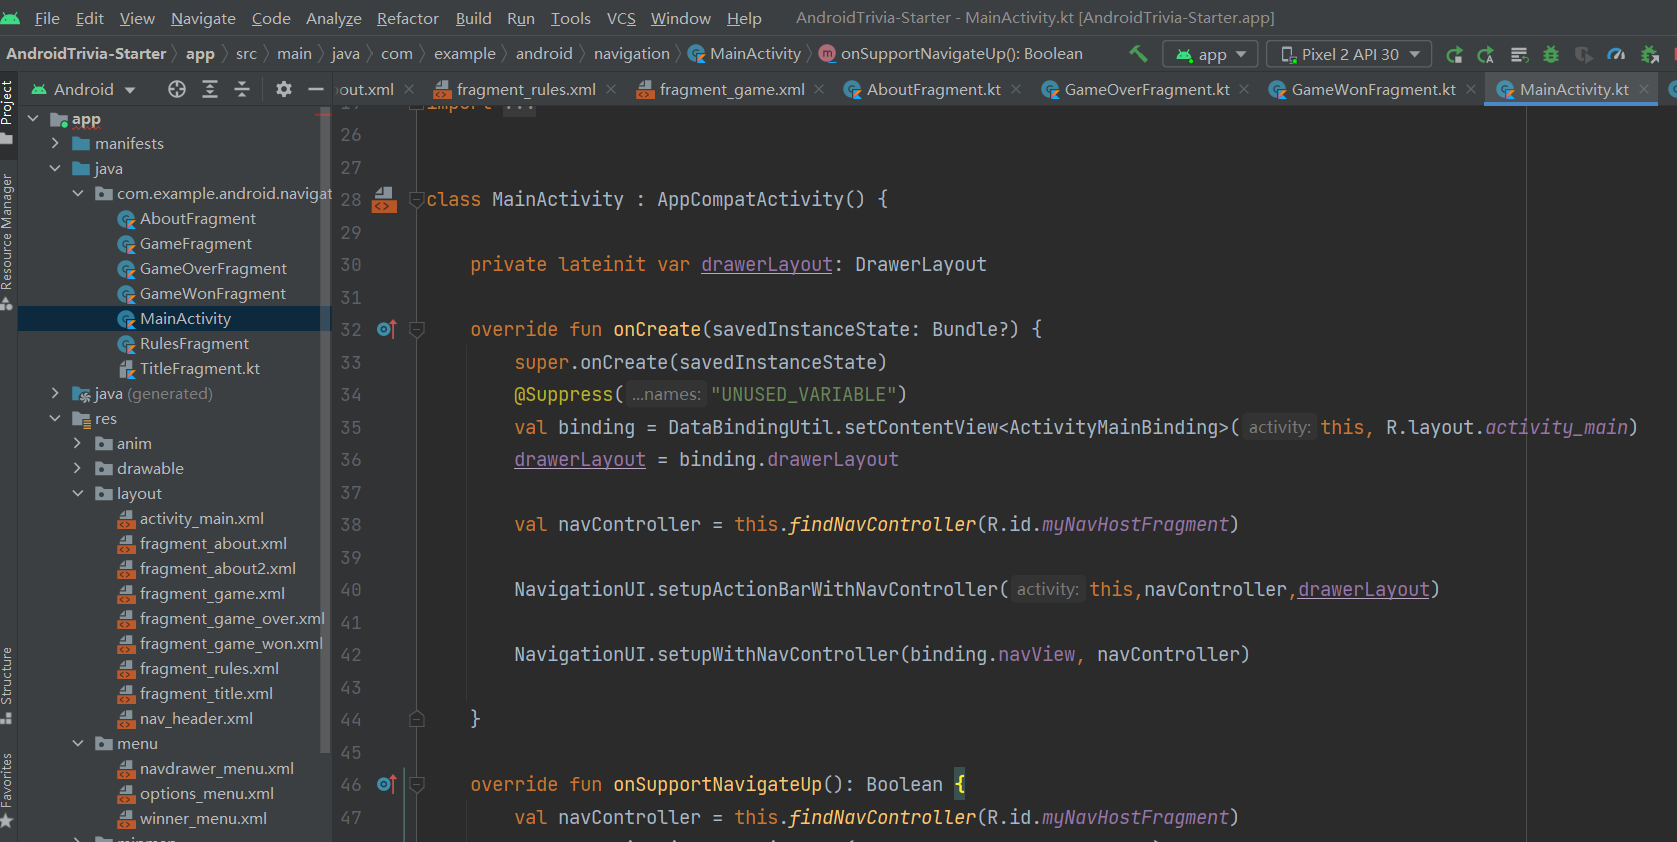 File Edit View Navigate Code Analyze Refactor Build Run Tools VCS Window Help AndroidTrivia-Starter - MainActivity.kt [AndroidTrivia-Starter.app]
AndroidTrivia-Starter app src main java com example android navigation MainActivity onSupportNavigateUp(): Boolean app Pixel 2 API 30
Android out.xml fragment_rules.xml fragment_game.xml AboutFragment.kt GameOverFragment.kt GameWonFragment.kt MainActivity.kt
Project
Resource Manager
Structure
Favorites
app
manifests
java
com.example.android.navigat
AboutFragment
GameFragment
GameOverFragment
GameWonFragment
MainActivity
RulesFragment
TitleFragment.kt
java (generated)
res
anim
drawable
layout
activity_main.xml
fragment_about.xml
fragment_about2.xml
fragment_game.xml
fragment_game_over.xml
fragment_game_won.xml
fragment_rules.xml
fragment_title.xml
nav_header.xml
menu
navdrawer_menu.xml
options_menu.xml
winner_menu.xml
import ...
26
27
28 class MainActivity : AppCompatActivity() {
29
30 private lateinit var drawerLayout: DrawerLayout
31
32 override fun onCreate(savedInstanceState: Bundle?) {
33 super.onCreate(savedInstanceState)
34 @Suppress( ...names: "UNUSED_VARIABLE")
35 val binding = DataBindingUtil.setContentView<ActivityMainBinding>( activity: this, R.layout.activity_main)
36 drawerLayout = binding.drawerLayout
37
38 val navController = this.findNavController(R.id.myNavHostFragment)
39
40 NavigationUI.setupActionBarWithNavController( activity: this,navController,drawerLayout)
41
42 NavigationUI.setupWithNavController(binding.navView, navController)
43
44 }
45
46 override fun onSupportNavigateUp(): Boolean {
47 val navController = this.findNavController(R.id.myNavHostFragment)